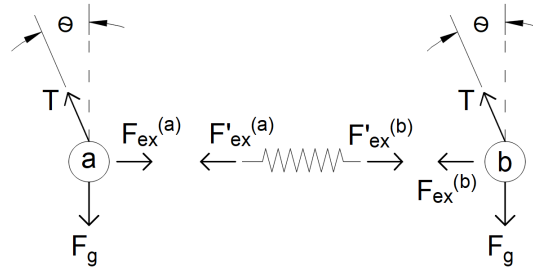 Θ Θ
T T
F_ex^(a) F'_ex^(a) F'_ex^(b)
a b
F_ex^(b)
F_g F_g